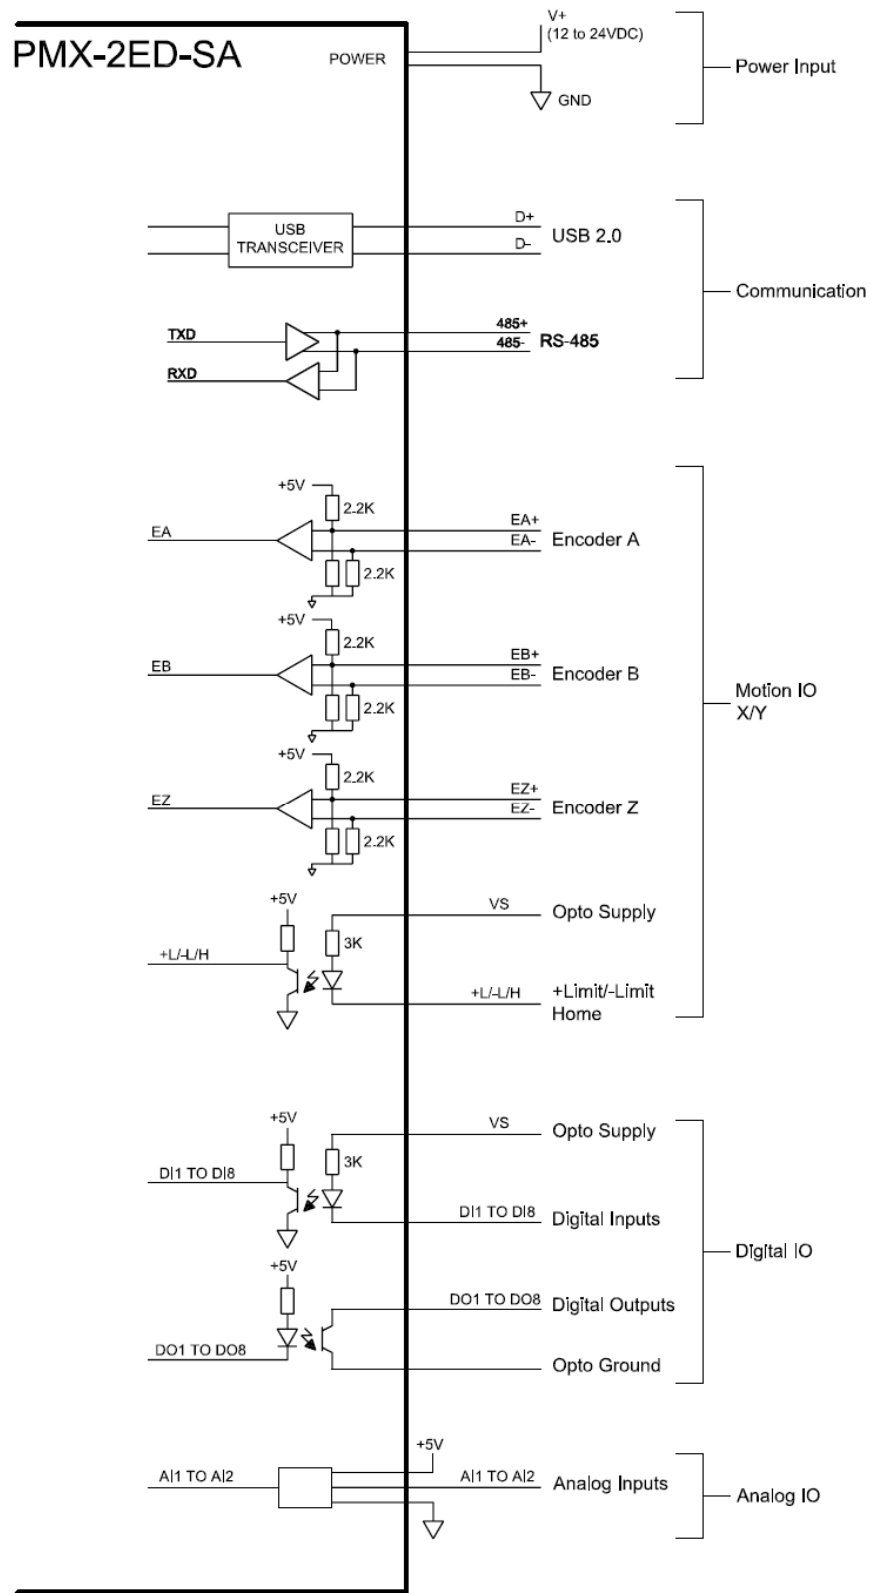 PMX-2ED-SA
POWER
V+
(12 to 24VDC)
GND
Power Input
USB
TRANSCEIVER
D+
D-
USB 2.0
Communication
TXD
RXD
485+
485-
RS-485
+5V
2.2K
EA
EA+
EA-
Encoder A
2.2K
+5V
2.2K
EB
EB+
EB-
Encoder B
2.2K
Motion IO
X/Y
+5V
2.2K
EZ
EZ+
EZ-
Encoder Z
2.2K
+5V
VS
Opto Supply
3K
+L/-L/H
+L/-L/H
+Limit/-Limit
Home
+5V
VS
Opto Supply
3K
DI1 TO DI8
DI1 TO DI8
Digital Inputs
Digital IO
+5V
DO1 TO DO8
Digital Outputs
DO1 TO DO8
Opto Ground
+5V
AI1 TO AI2
AI1 TO AI2
Analog Inputs
Analog IO